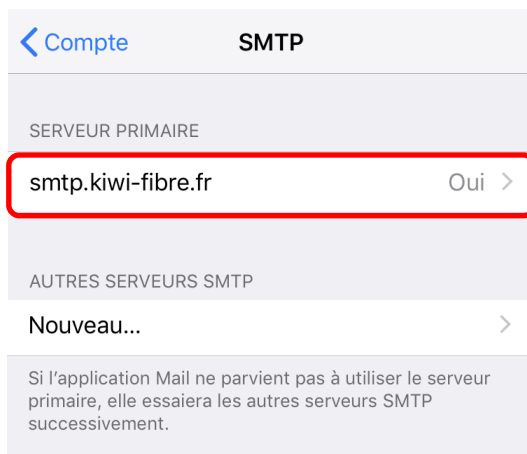 Compte SMTP
SERVEUR PRIMAIRE
smtp.kiwi-fibre.fr Oui
AUTRES SERVEURS SMTP
Nouveau...
Si l’application Mail ne parvient pas à utiliser le serveur
primaire, elle essaiera les autres serveurs SMTP
successivement.